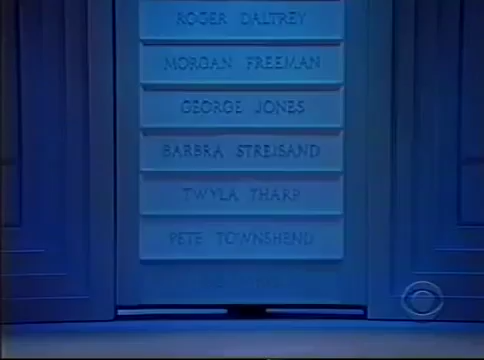 ROGER DALTREY
MORGAN FREEMAN
GEORGE JONES
BARBRA STREISAND
TWYLA THARP
PETE TOWNSHEND